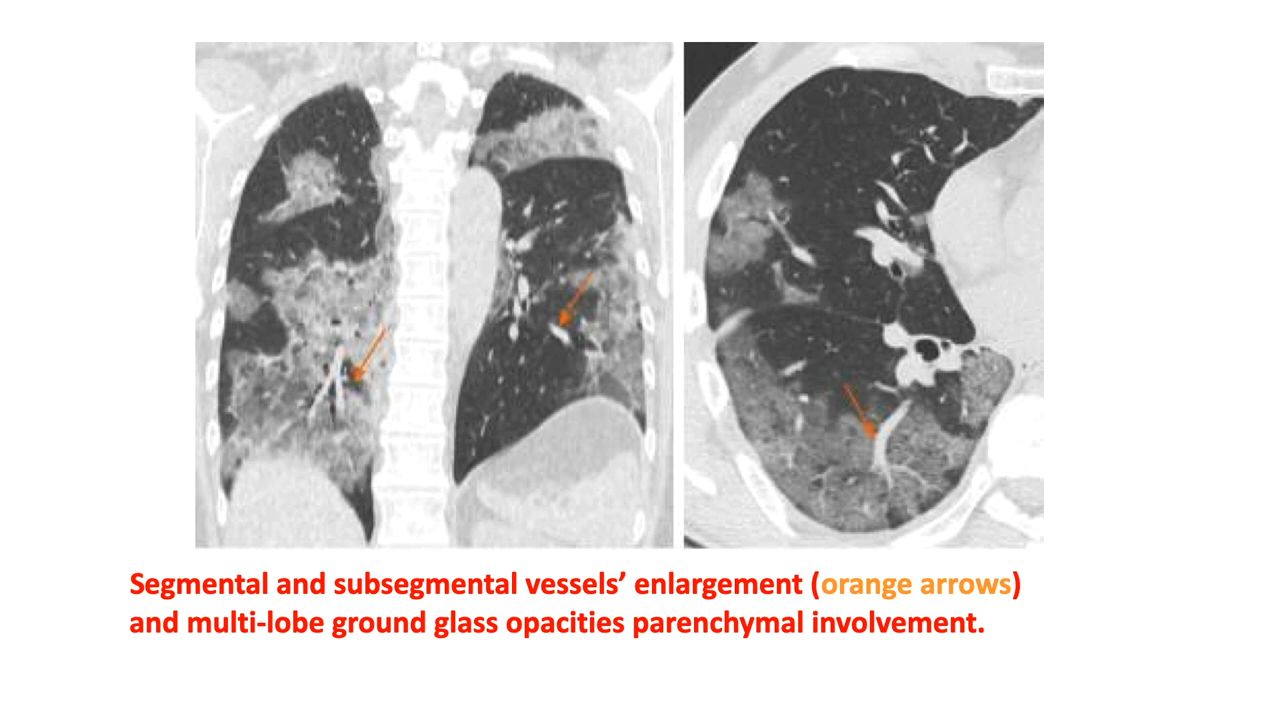 Segmental and subsegmental vessels’ enlargement (orange arrows)
and multi-lobe ground glass opacities parenchymal involvement.